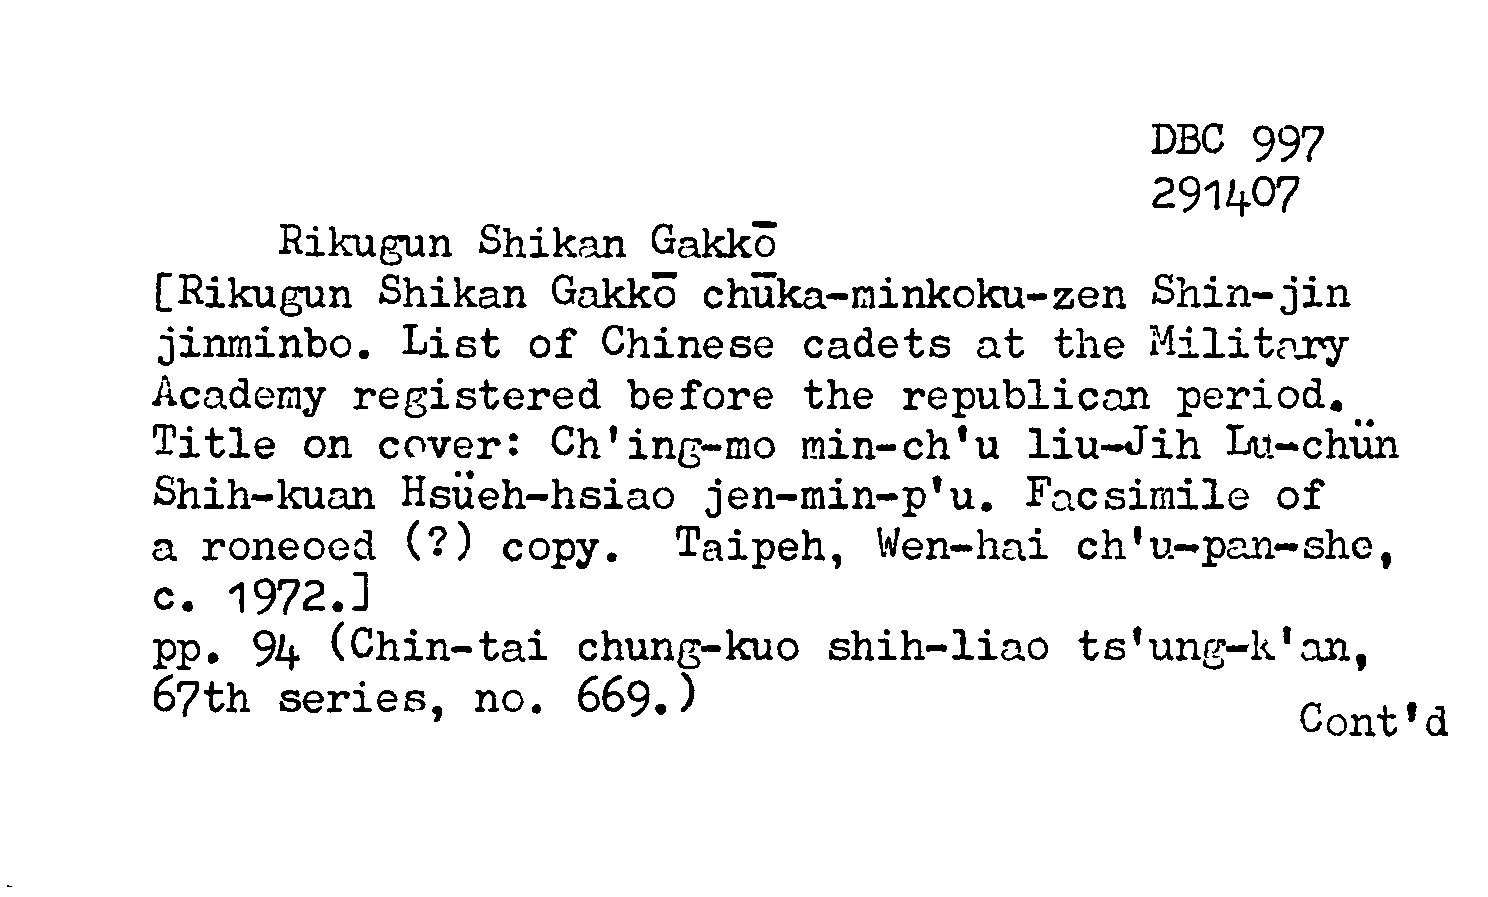 DBC 997
291407
Rikugun Shikan Gakkō
[Rikugun Shikan Gakkō chūka-minkoku-zen Shin-jin
jinminbo. List of Chinese cadets at the Military
Academy registered before the republican period.
Title on cover: Ch'ing-mo min-ch'u liu-Jih Lu-chün
Shih-kuan Hsüeh-hsiao jen-min-p'u. Facsimile of
a roneoed (?) copy. Taipeh, Wen-hai ch'u-pan-she,
c. 1972.]
pp. 94 (Chin-tai chung-kuo shih-liao ts'ung-k'an,
67th series, no. 669.)
Cont'd